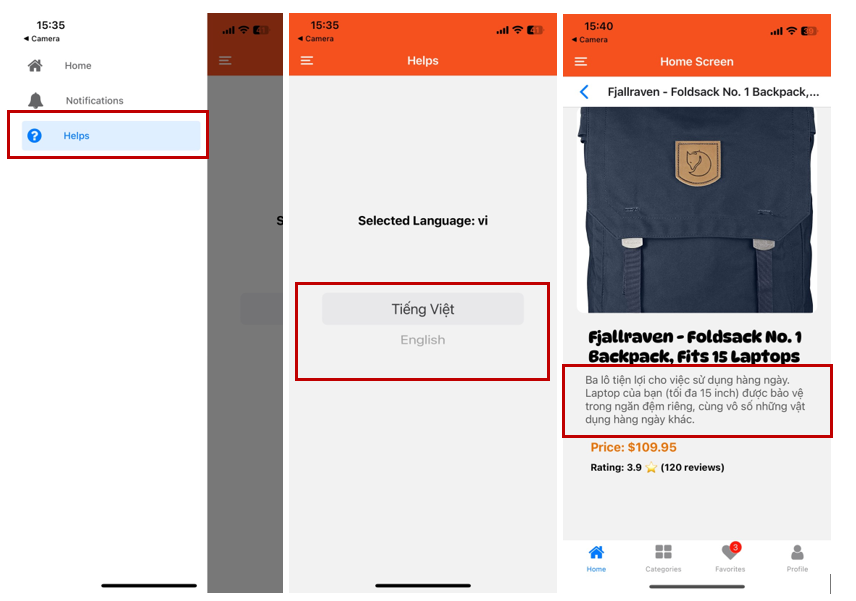 15:35
Camera
Home
Notifications
Helps
S
15:35
Camera
Helps
Selected Language: vi
Tiếng Việt
English
15:40
Camera
Home Screen
Fjallraven - Foldsack No. 1 Backpack,...
Fjallraven - Foldsack No. 1
Backpack, Fits 15 Laptops
Ba lô tiện lợi cho việc sử dụng hàng ngày.
Laptop của bạn (tối đa 15 inch) được bảo vệ
trong ngăn đệm riêng, cùng vô số những vật
dụng hàng ngày khác.
Price: $109.95
Rating: 3.9 ⭐ (120 reviews)
3
Home Categories Favorites Profile